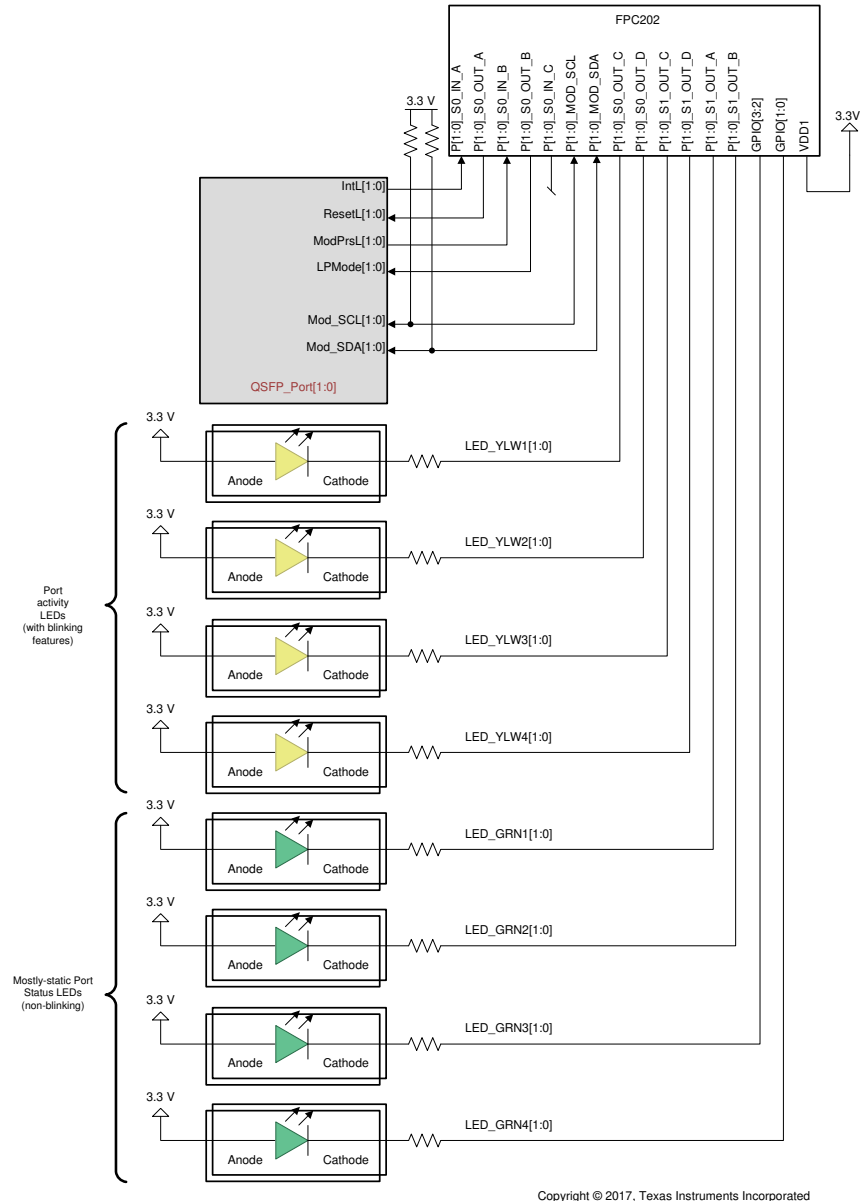 FPC202
P[1:0]_S0_IN_A
P[1:0]_S0_OUT_A
P[1:0]_S0_IN_B
P[1:0]_S0_OUT_B
P[1:0]_S0_IN_C
P[1:0]_MOD_SCL
P[1:0]_MOD_SDA
P[1:0]_S0_OUT_C
P[1:0]_S0_OUT_D
P[1:0]_S1_OUT_C
P[1:0]_S1_OUT_D
P[1:0]_S1_OUT_A
P[1:0]_S1_OUT_B
GPIO[3:2]
GPIO[1:0]
VDD1
3.3 V
3.3V
IntL[1:0]
ResetL[1:0]
ModPrsL[1:0]
LPMode[1:0]
Mod_SCL[1:0]
Mod_SDA[1:0]
QSFP_Port[1:0]
Port
activity
LEDs
(with blinking
features)
3.3 V
Anode
Cathode
LED_YLW1[1:0]
3.3 V
Anode
Cathode
LED_YLW2[1:0]
3.3 V
Anode
Cathode
LED_YLW3[1:0]
3.3 V
Anode
Cathode
LED_YLW4[1:0]
Mostly-static Port
Status LEDs
(non-blinking)
3.3 V
Anode
Cathode
LED_GRN1[1:0]
3.3 V
Anode
Cathode
LED_GRN2[1:0]
3.3 V
Anode
Cathode
LED_GRN3[1:0]
3.3 V
Anode
Cathode
LED_GRN4[1:0]
Copyright © 2017, Texas Instruments Incorporated